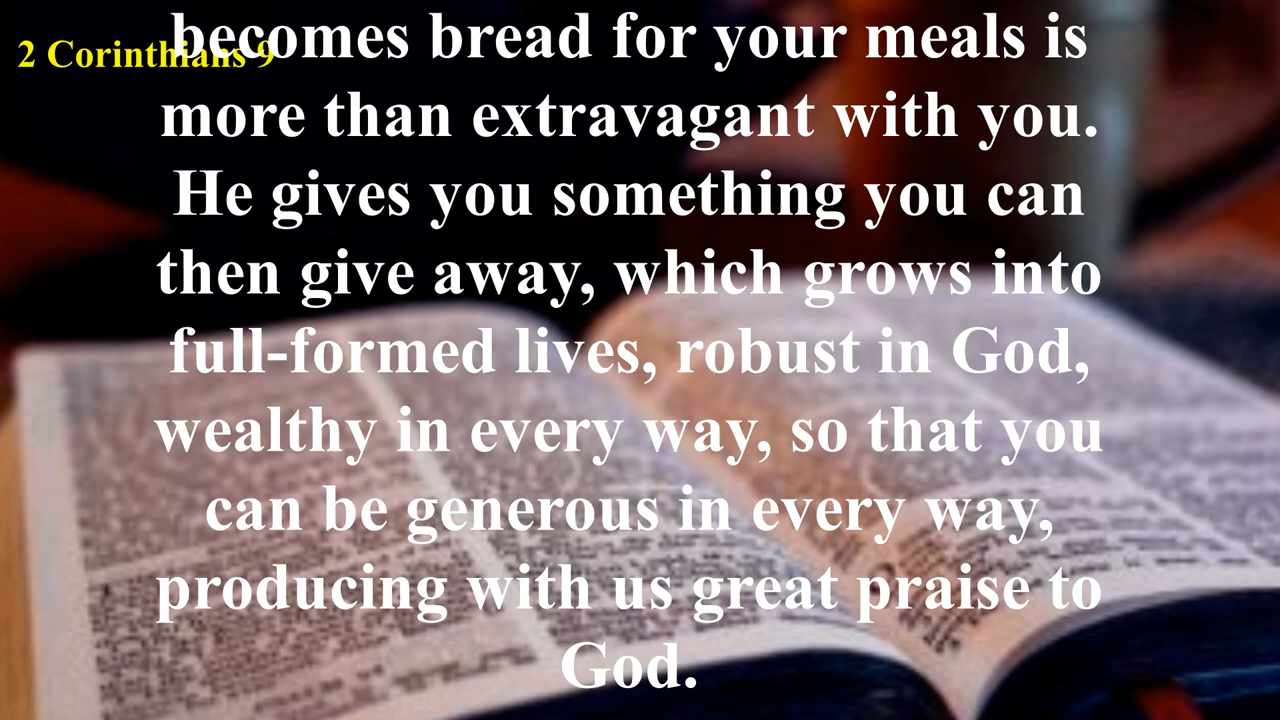 2 Corinthians 9
becomes bread for your meals is
more than extravagant with you.
He gives you something you can
then give away, which grows into
full-formed lives, robust in God,
wealthy in every way, so that you
can be generous in every way,
producing with us great praise to
God.